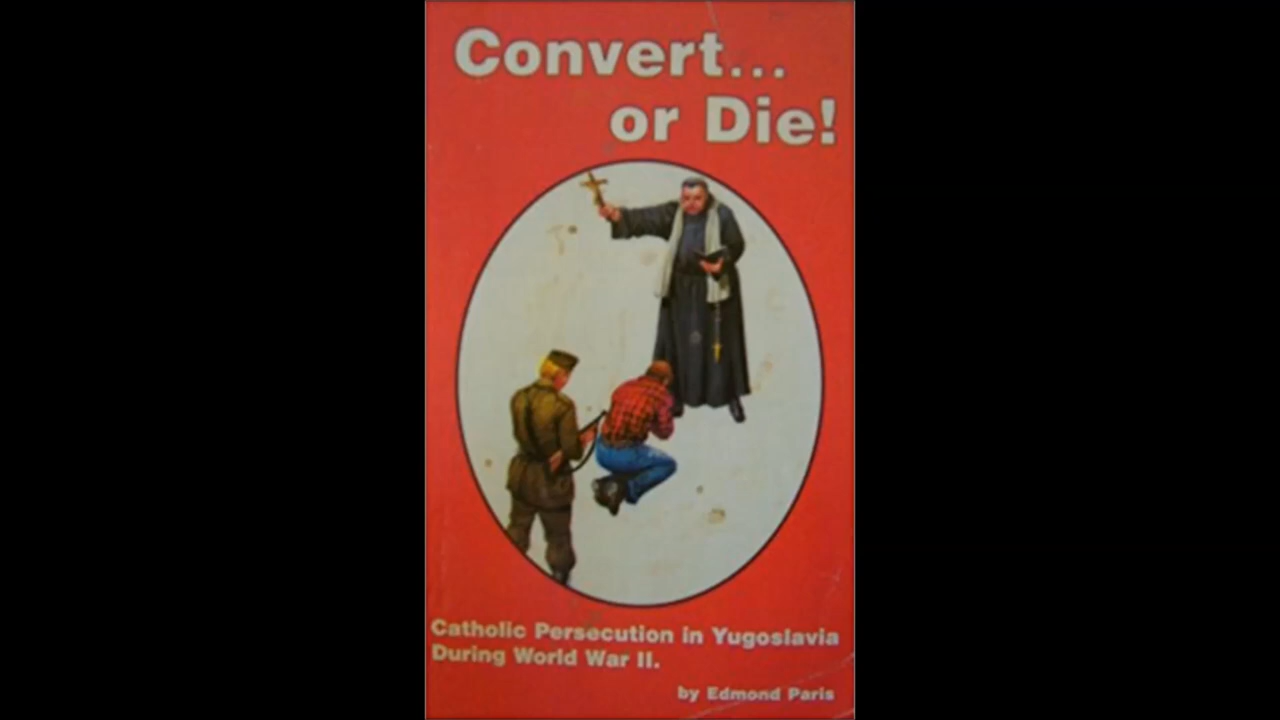 Convert...
or Die!
Catholic Persecution in Yugoslavia
During World War II.
by Edmond Paris